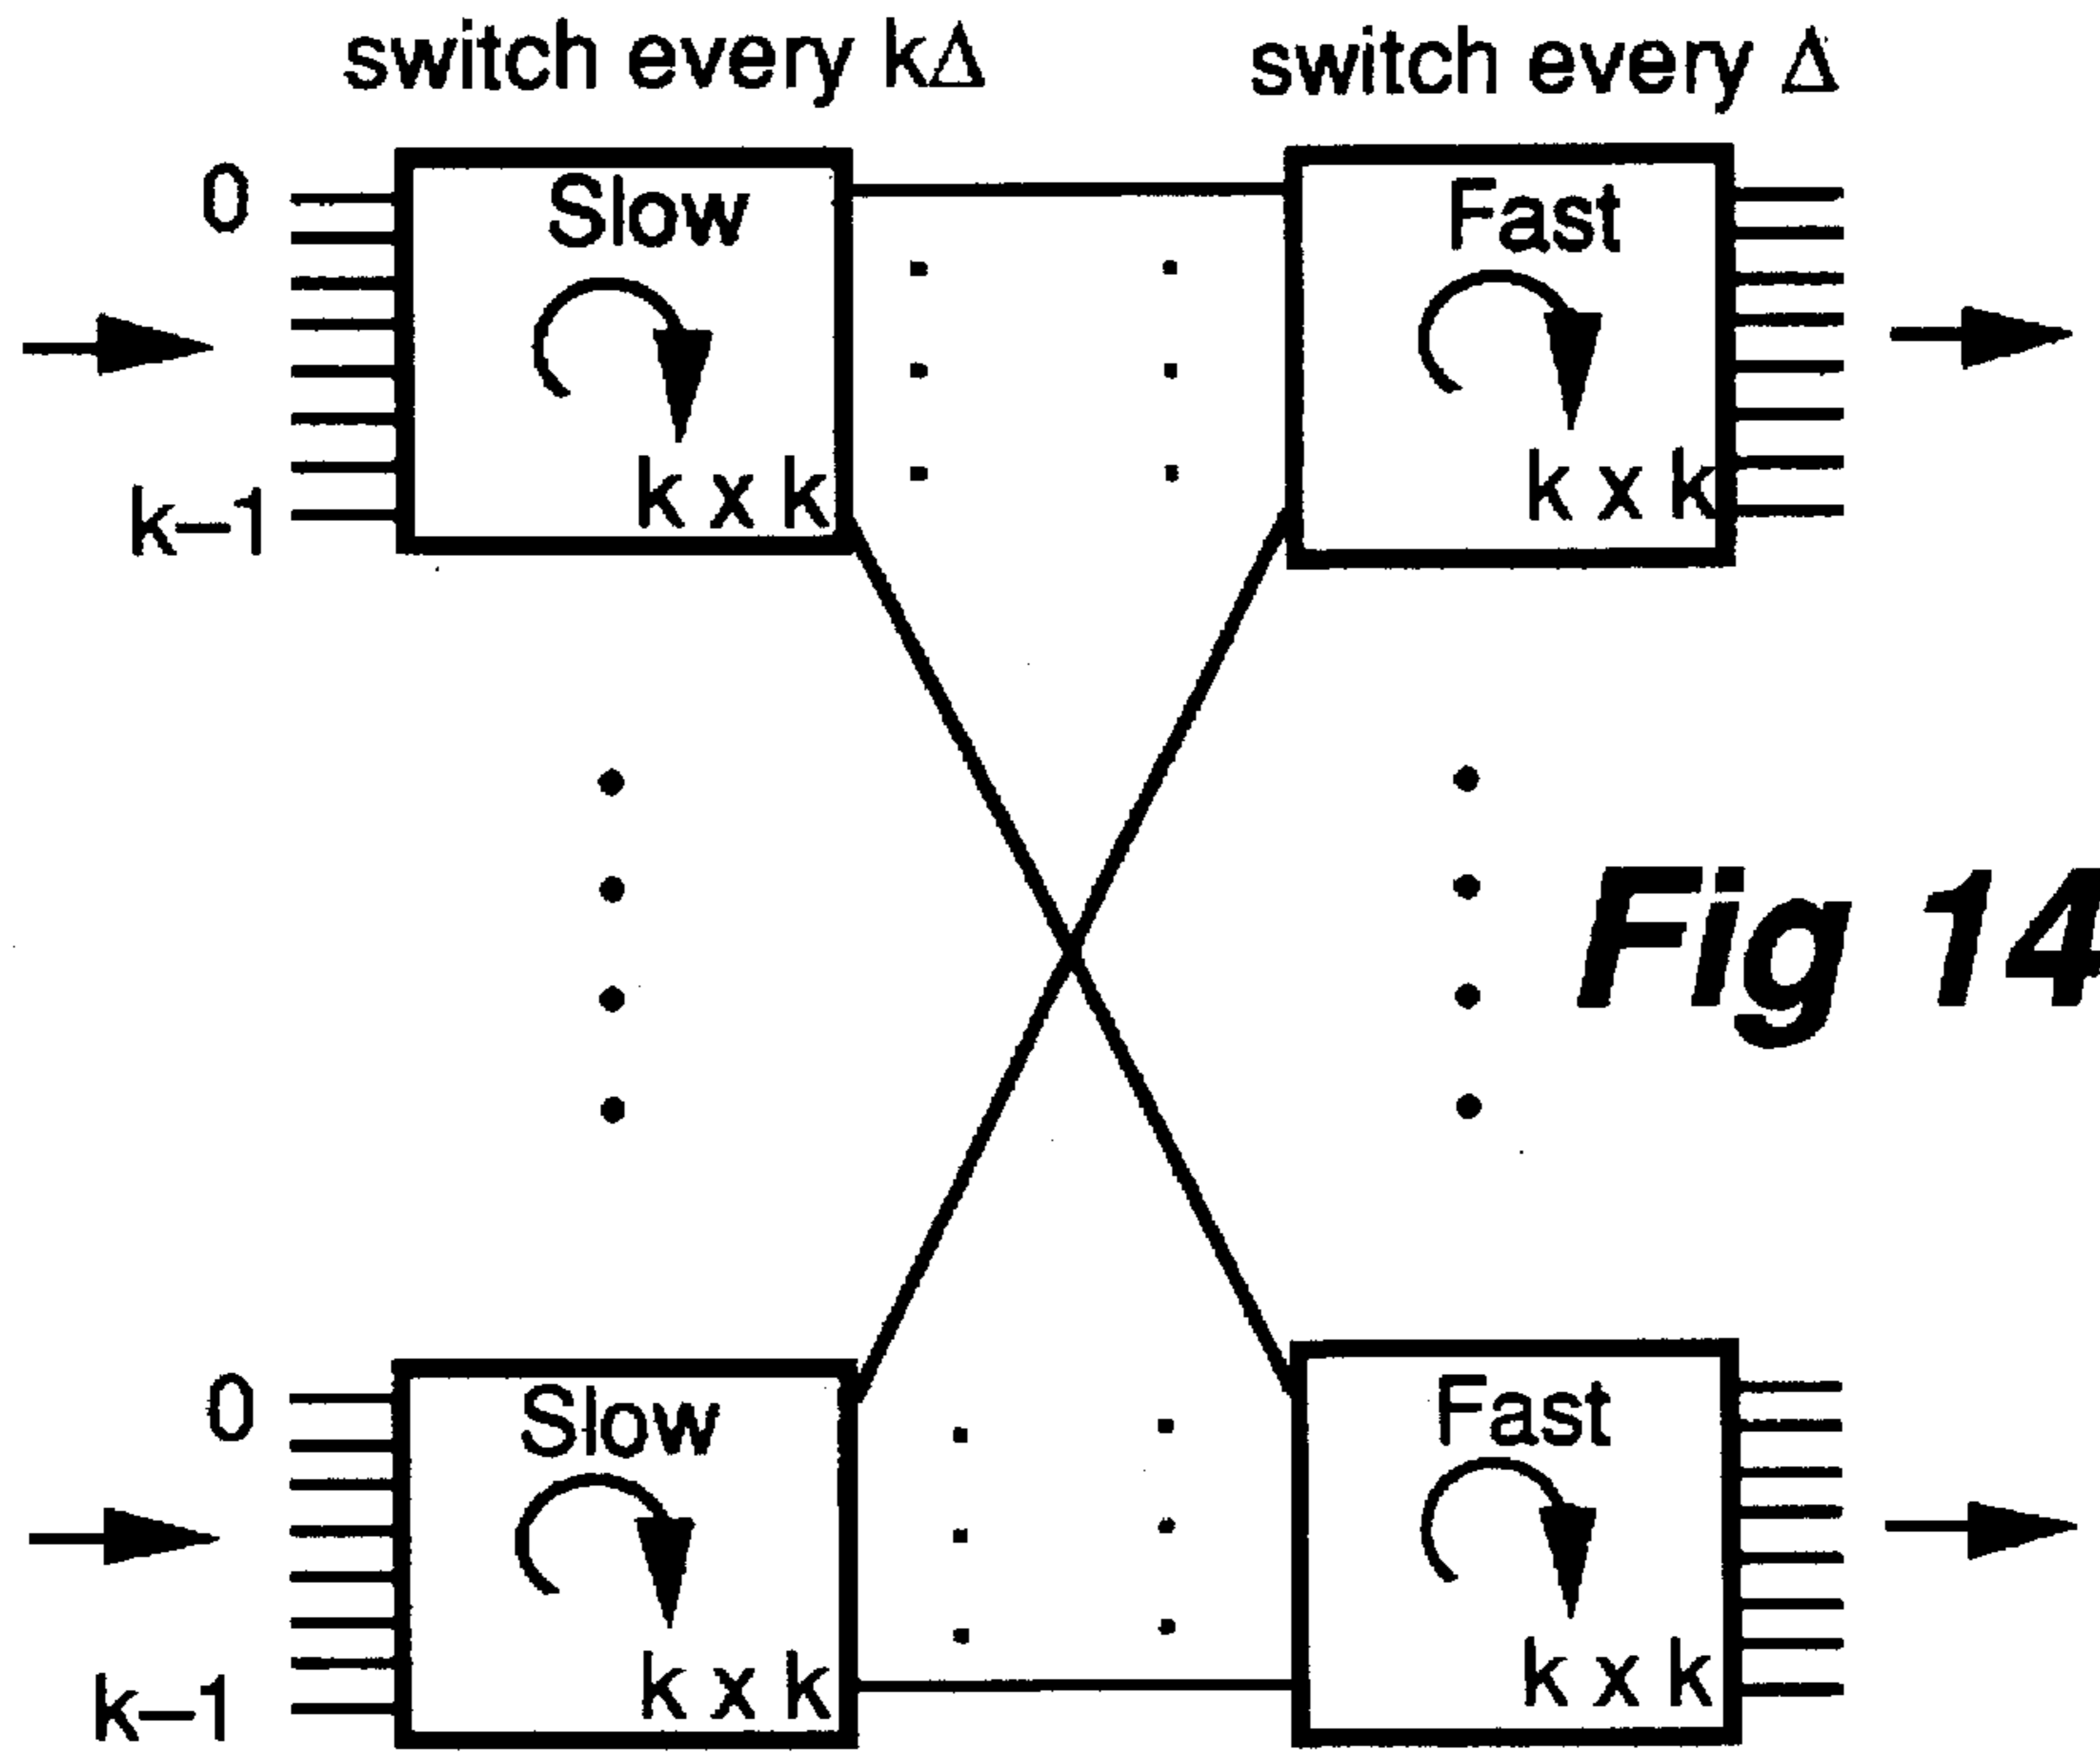 switch every kΔ
switch every Δ
0
Slow
Fast
k x k
k x k
k–1
Fig 14
0
Slow
Fast
k x k
k x k
k–1